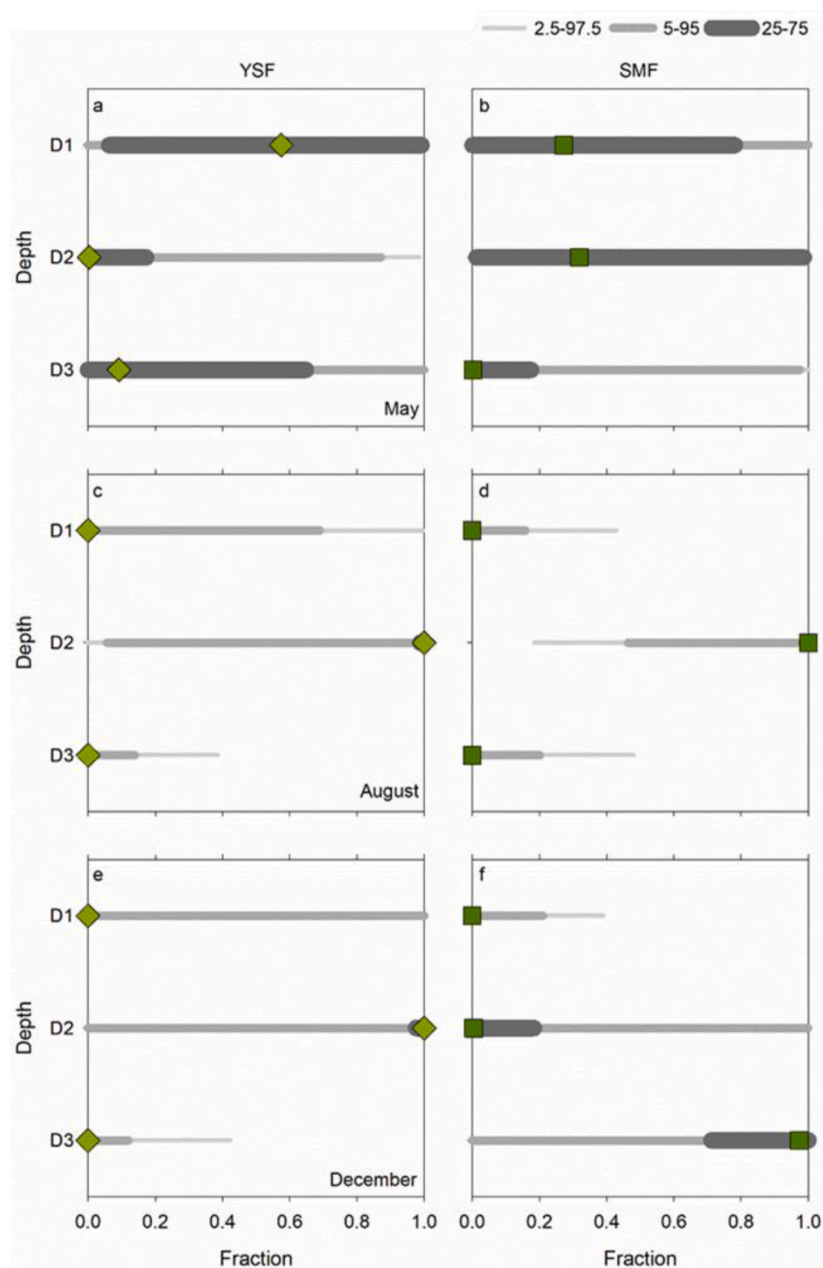 2.5-97.5 5-95 25-75
YSF SMF
a b
D1
D2
D3
Depth
May
c d
D1
D2
D3
Depth
August
e f
D1
D2
D3
Depth
December
0.0 0.2 0.4 0.6 0.8 1.0 0.0 0.2 0.4 0.6 0.8 1.0
Fraction Fraction